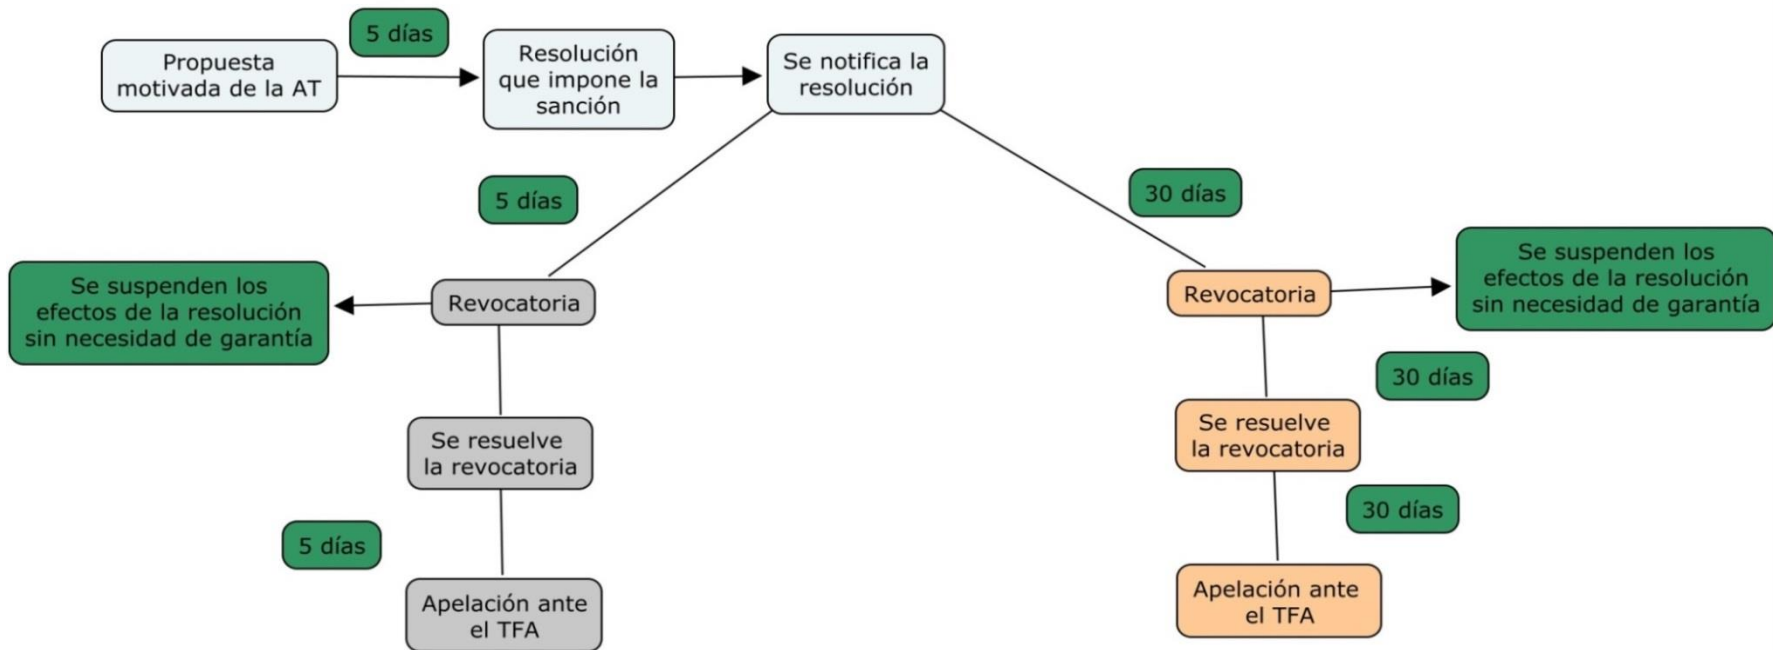 5 días
Propuesta
motivada de la AT
Resolución
que impone la
sanción
Se notifica la
resolución
5 días
30 días
Se suspenden los
efectos de la resolución
sin necesidad de garantía
Revocatoria
Revocatoria
Se suspenden los
efectos de la resolución
sin necesidad de garantía
30 días
Se resuelve
la revocatoria
Se resuelve
la revocatoria
5 días
30 días
Apelación ante
el TFA
Apelación ante
el TFA